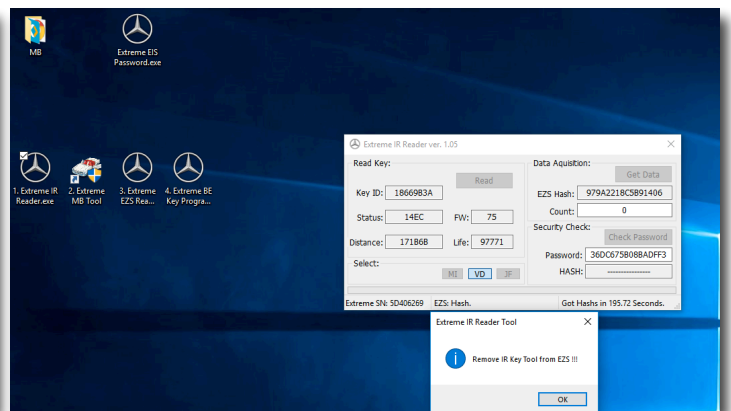 MB
Extreme EIS
Password.exe
1. Extreme IR
Reader.exe
2. Extreme
MB Tool
3. Extreme
EZS Rea...
4. Extreme BE
Key Progra...
Extreme IR Reader ver. 1.05
Read Key:
Read
Key ID: 18669B3A
Status: 14EC FW: 75
Distance: 171B6B Life: 97771
Select:
MI VD JF
Data Aquisition:
Get Data
EZS Hash: 979A2218C5B91406
Count: 0
Security Check:
Check Password
Password: 36DC675B08BADFF3
HASH: -----------
Extreme SN: 5D406269 EZS: Hash. Got Hashs in 195.72 Seconds.
Extreme IR Reader Tool
Remove IR Key Tool from EZS !!!
OK